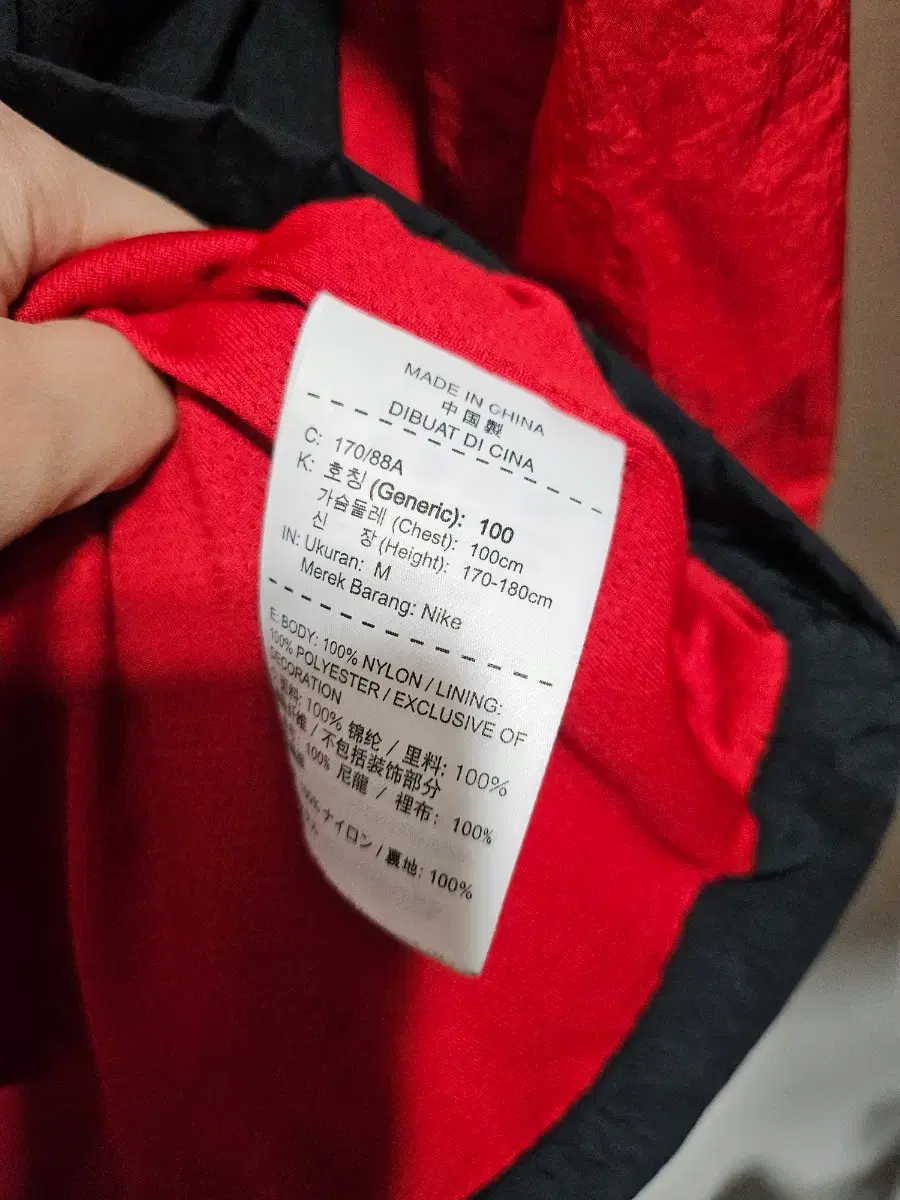 MADE IN CHINA
中国製
DIBUAT DI CINA
C: 170/88A
K: 호칭 (Generic): 100
가슴둘레 (Chest): 100cm
신 장 (Height): 170-180cm
IN: Ukuran: M
Merek Barang: Nike
E: BODY: 100% NYLON / LINING:
100% POLYESTER / EXCLUSIVE OF
DECORATION
100% 锦纶 / 里料: 100%
/ 不包括装饰部分
100% 尼龍 / 裡布: 100%
100% ナイロン / 裏地: 100%